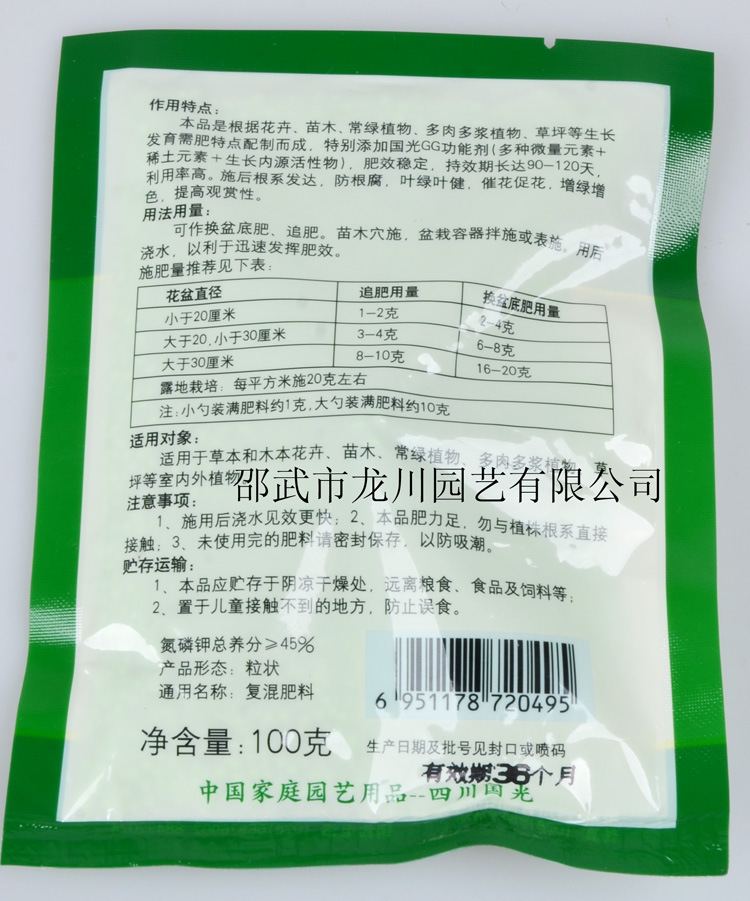 作用特点:
本品是根据花卉、苗木、常绿植物、多肉多浆植物、草坪等生长
发育需肥特点配制而成，特别添加国光GG功能剂(多种微量元素+
稀土元素+生长内源活性物)，肥效稳定，持效期长达90-120天，
利用率高。施后根系发达，防根腐，叶绿叶健，催花促花，增绿增
色，提高观赏性。
用法用量:
可作换盆底肥、追肥。苗木穴施，盆栽容器拌施或表施。用后
浇水，以利于迅速发挥肥效。
施肥量推荐见下表:
花盆直径 追肥用量 换盆底肥用量
小于20厘米 1-2克 2-4克
大于20,小于30厘米 3-4克 6-8克
大于30厘米 8-10克 16-20克
露地栽培: 每平方米施20克左右
注:小勺装满肥料约1克,大勺装满肥料约10克
适用对象:
适用于草本和木本花卉、苗木、常绿植物、多肉多浆植物、草
坪等室内外植物
邵武市龙川园艺有限公司
注意事项:
1、施用后浇水见效更快; 2、本品肥力足，勿与植株根系直接
接触; 3、未使用完的肥料请密封保存，以防吸潮。
贮存运输:
1、本品应贮存于阴凉干燥处，远离粮食、食品及饲料等;
2、置于儿童接触不到的地方，防止误食。
氮磷钾总养分≥45%
产品形态: 粒状
通用名称: 复混肥料
6 951178 720495
净含量: 100克
生产日期及批号见封口或喷码
有效期36个月
中国家庭园艺用品--四川国光